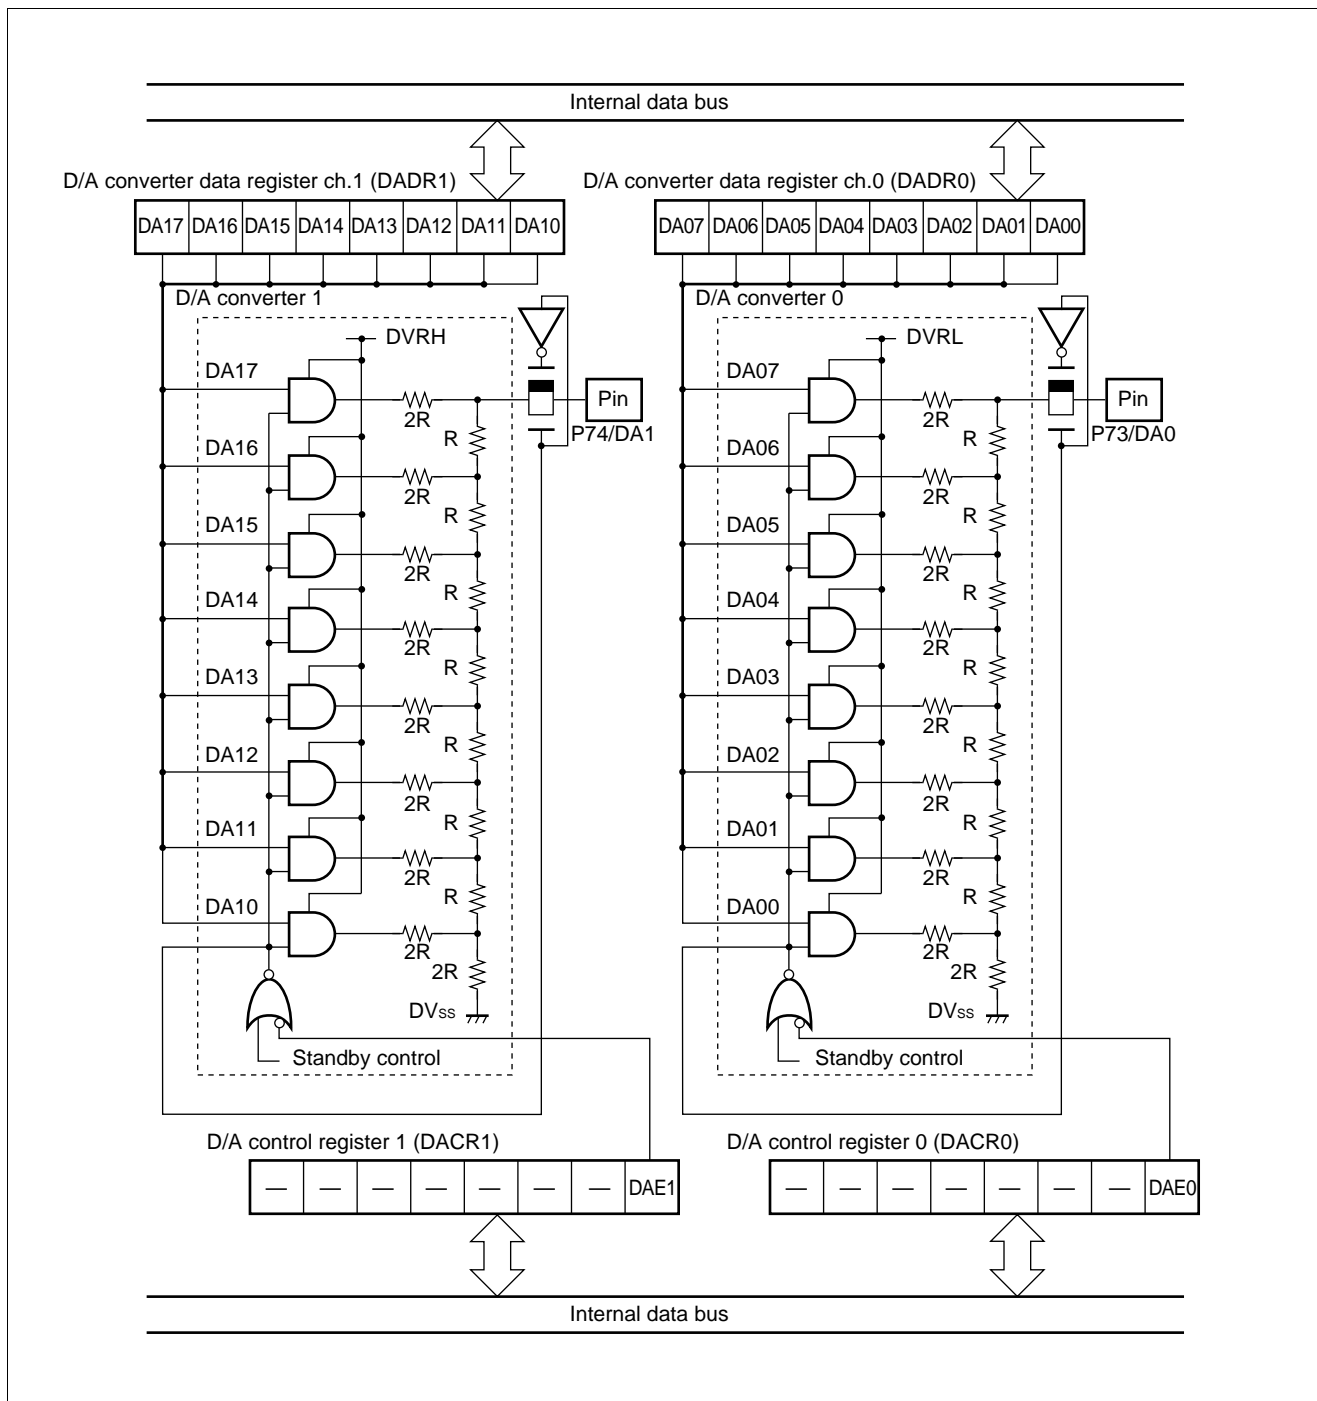 Internal data bus
D/A converter data register ch.1 (DADR1)
DA17 DA16 DA15 DA14 DA13 DA12 DA11 DA10
D/A converter 1
DVRH
DA17
2R
Pin
P74/DA1
R
DA16
2R
R
DA15
2R
R
DA14
2R
R
DA13
2R
R
DA12
2R
R
DA11
2R
R
DA10
2R
2R
DVss
Standby control
D/A control register 1 (DACR1)
— — — — — — — DAE1
D/A converter data register ch.0 (DADR0)
DA07 DA06 DA05 DA04 DA03 DA02 DA01 DA00
D/A converter 0
DVRL
DA07
2R
Pin
P73/DA0
R
DA06
2R
R
DA05
2R
R
DA04
2R
R
DA03
2R
R
DA02
2R
R
DA01
2R
R
DA00
2R
2R
DVss
Standby control
D/A control register 0 (DACR0)
— — — — — — — DAE0
Internal data bus